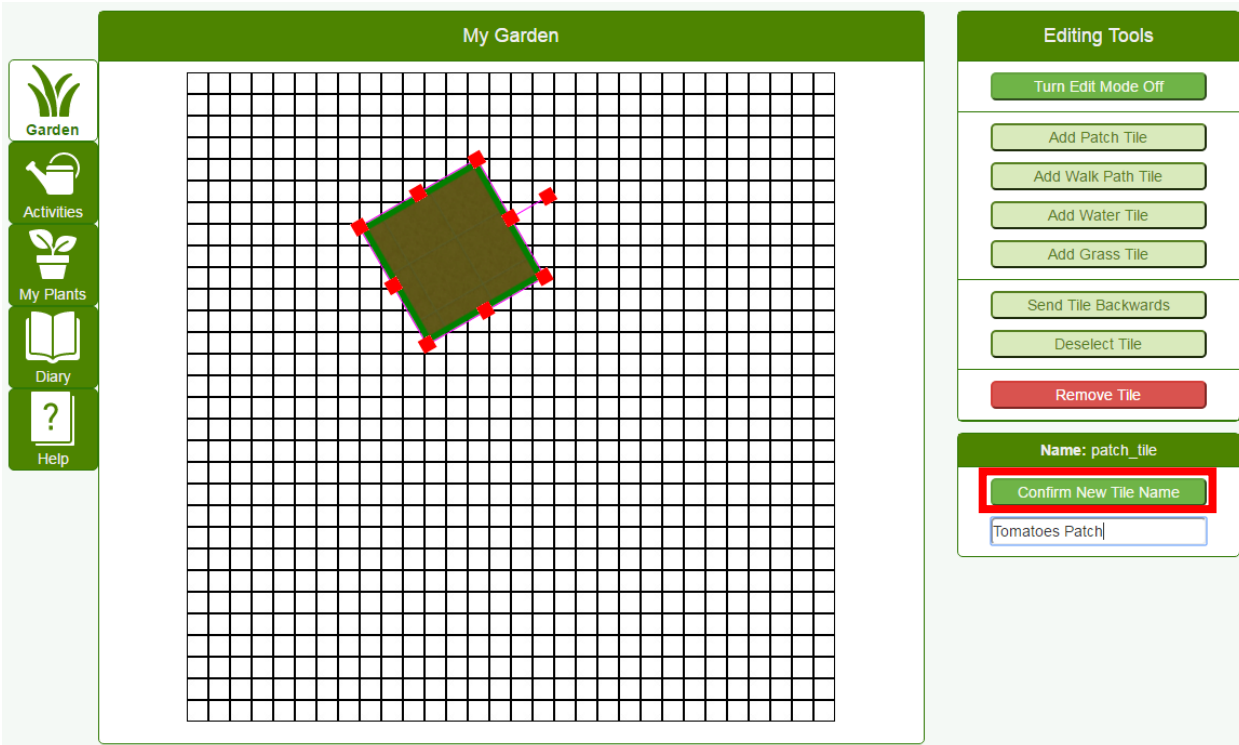 My Garden
Garden
Activities
My Plants
Diary
?
Help
Editing Tools
Turn Edit Mode Off
Add Patch Tile
Add Walk Path Tile
Add Water Tile
Add Grass Tile
Send Tile Backwards
Deselect Tile
Remove Tile
Name: patch_tile
Confirm New Tile Name
Tomatoes Patch